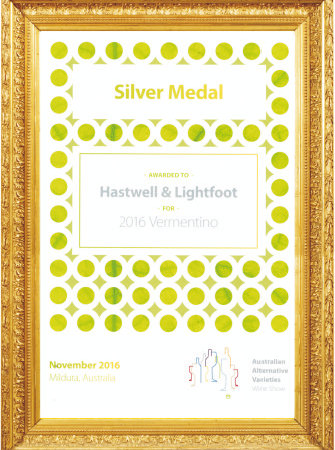 Silver Medal
- AWARDED TO -
Hastwell & Lightfoot
- FOR -
2016 Vermentino
November 2016
Mildura, Australia
Australian
Alternative
Varieties
Wine Show